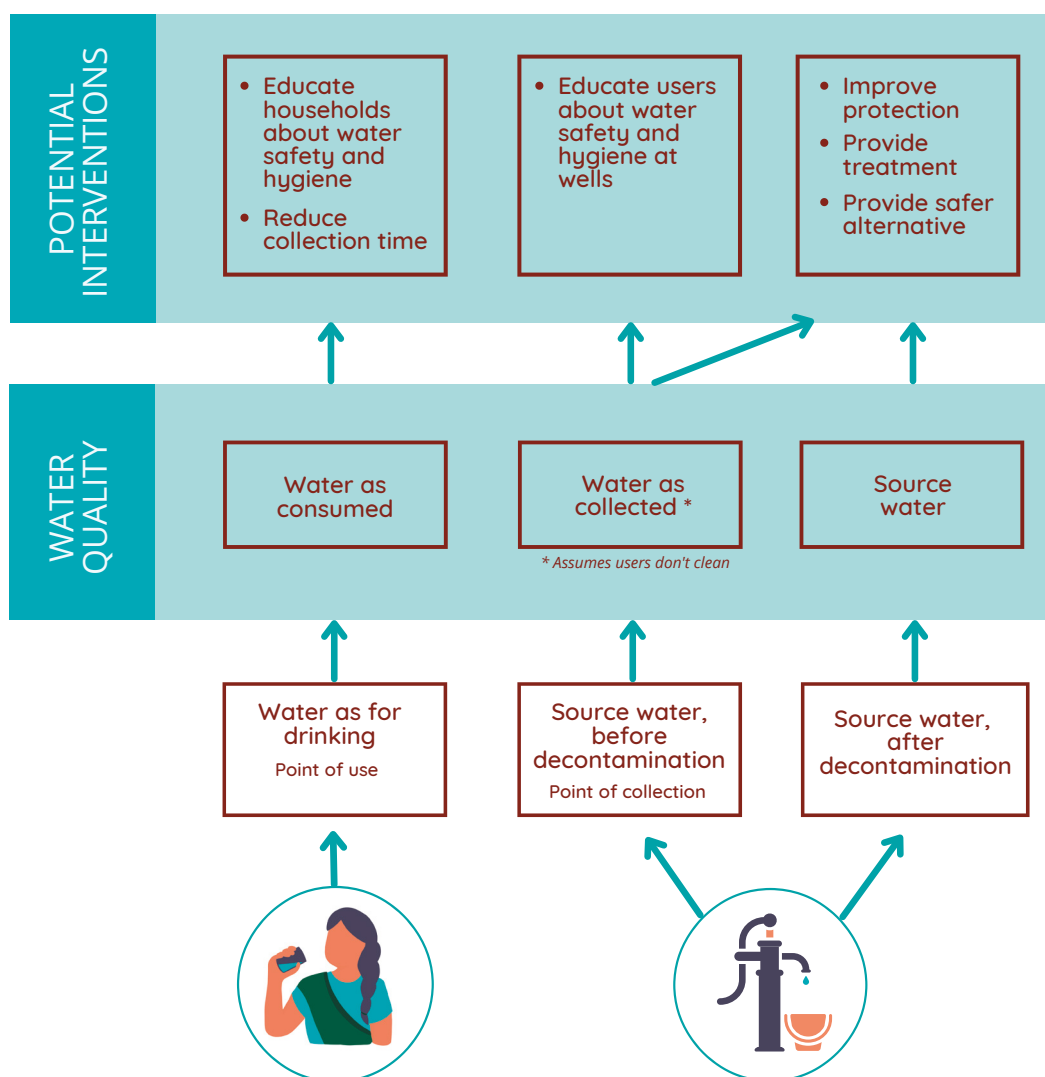 POTENTIAL
INTERVENTIONS
• Educate
households
about water
safety and
hygiene
• Reduce
collection time
• Educate users
about water
safety and
hygiene at
wells
• Improve
protection
• Provide
treatment
• Provide safer
alternative
WATER
QUALITY
Water as
consumed
Water as
collected *
* Assumes users don't clean
Source
water
Water as for
drinking
Point of use
Source water,
before
decontamination
Point of collection
Source water,
after
decontamination